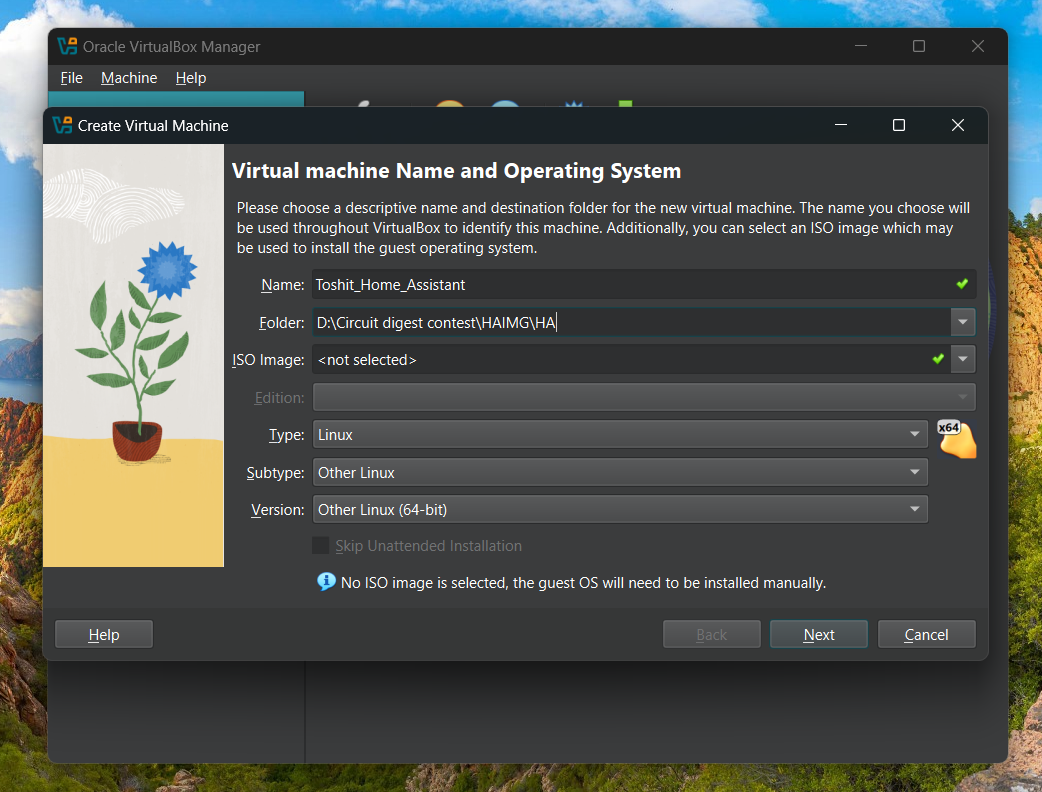 Oracle VirtualBox Manager
File Machine Help
Create Virtual Machine
Virtual machine Name and Operating System
Please choose a descriptive name and destination folder for the new virtual machine. The name you choose will
be used throughout VirtualBox to identify this machine. Additionally, you can select an ISO image which may
be used to install the guest operating system.
Name: Toshit_Home_Assistant
Folder: D:\Circuit digest contest\HAIMG\HA
ISO Image: <not selected>
Edition:
Type: Linux
x64
Subtype: Other Linux
Version: Other Linux (64-bit)
Skip Unattended Installation
No ISO image is selected, the guest OS will need to be installed manually.
Help Back Next Cancel